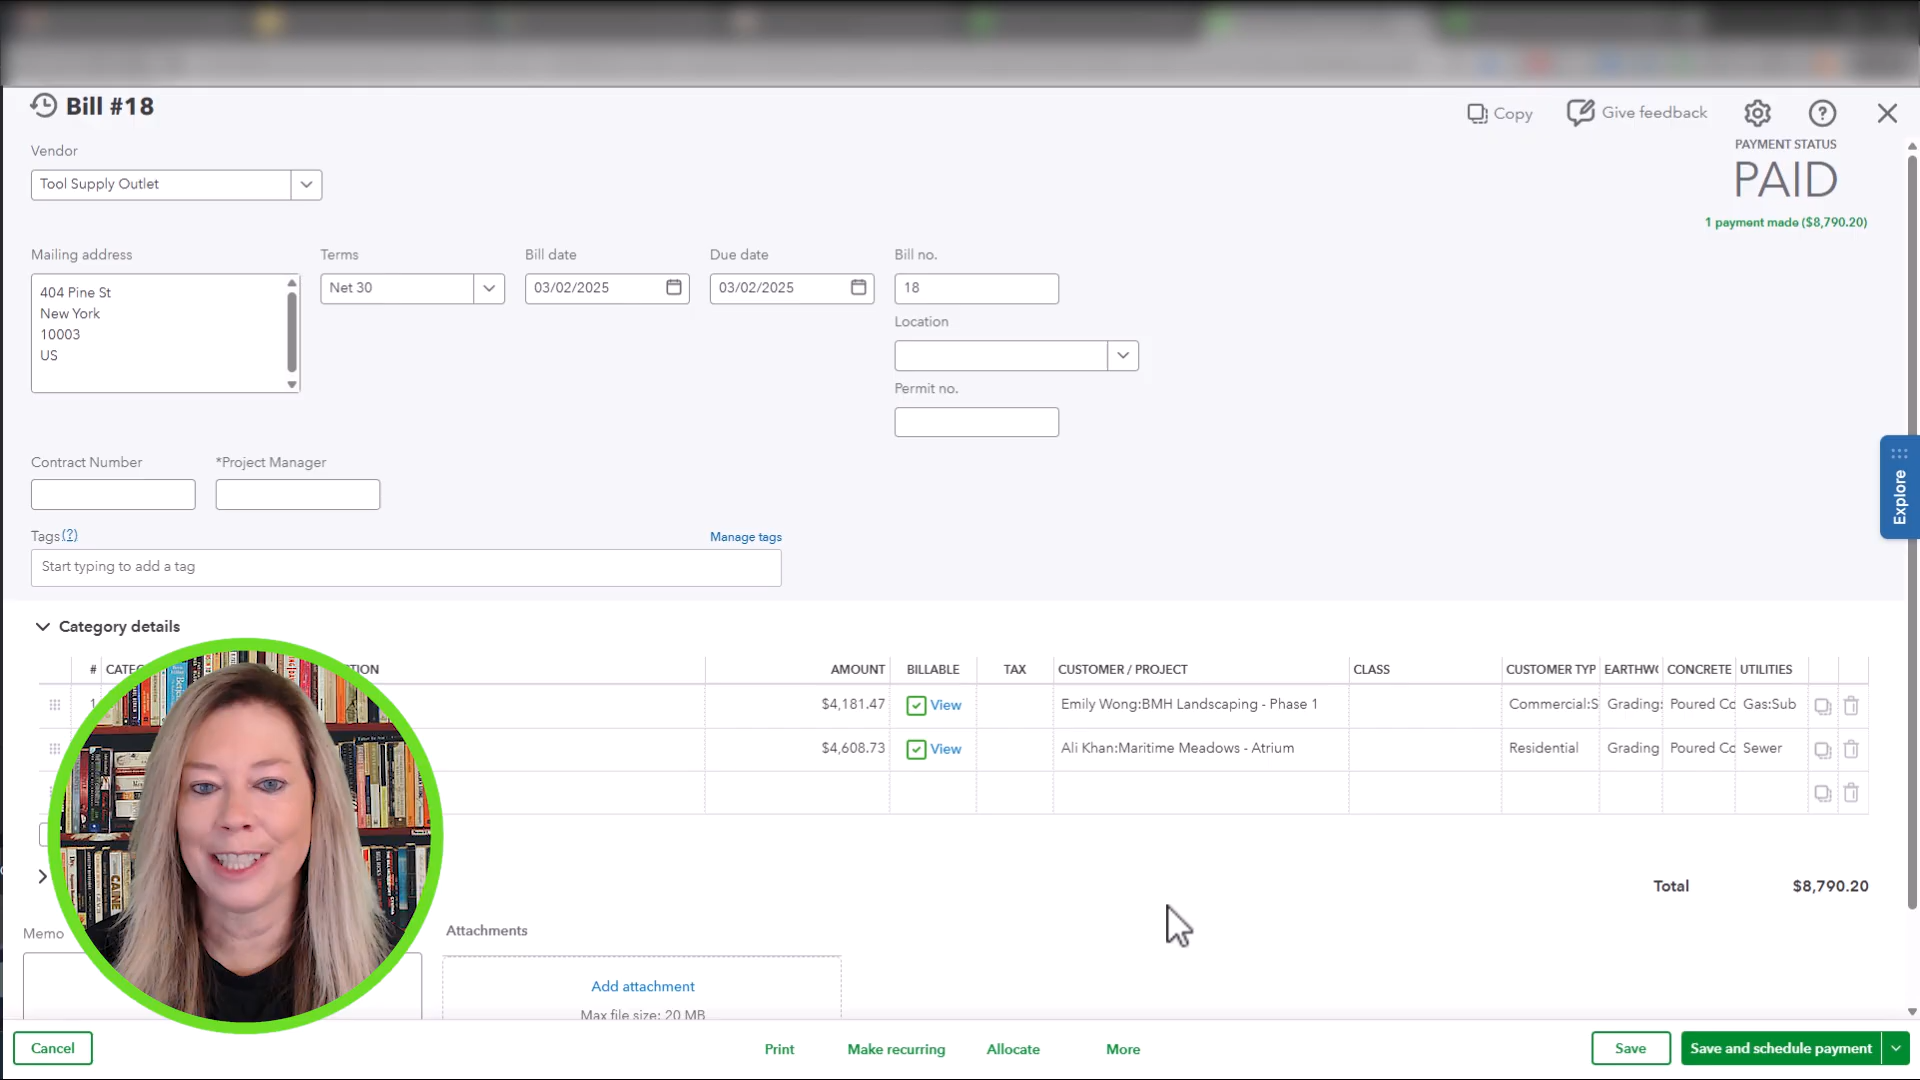 Bill #18
Copy
Give feedback
PAYMENT STATUS
PAID
1 payment made ($8,790.20)
Vendor
Tool Supply Outlet
Mailing address
Terms
Bill date
Due date
Bill no.
404 Pine St
New York
10003
US
Net 30
03/02/2025
03/02/2025
18
Location
Permit no.
Contract Number
*Project Manager
Explore
Tags (?)
Manage tags
Start typing to add a tag
Category details
# CATEG TION AMOUNT BILLABLE TAX CUSTOMER / PROJECT CLASS CUSTOMER TYP EARTHWO CONCRETE UTILITIES
1 $4,181.47 View Emily Wong:BMH Landscaping - Phase 1 Commercial:S Grading: Poured Co Gas:Sub
$4,608.73 View Ali Khan:Maritime Meadows - Atrium Residential Grading Poured Co Sewer
CAINE
Total $8,790.20
Memo
Attachments
Add attachment
Max file size: 20 MB
Cancel
Print
Make recurring
Allocate
More
Save
Save and schedule payment